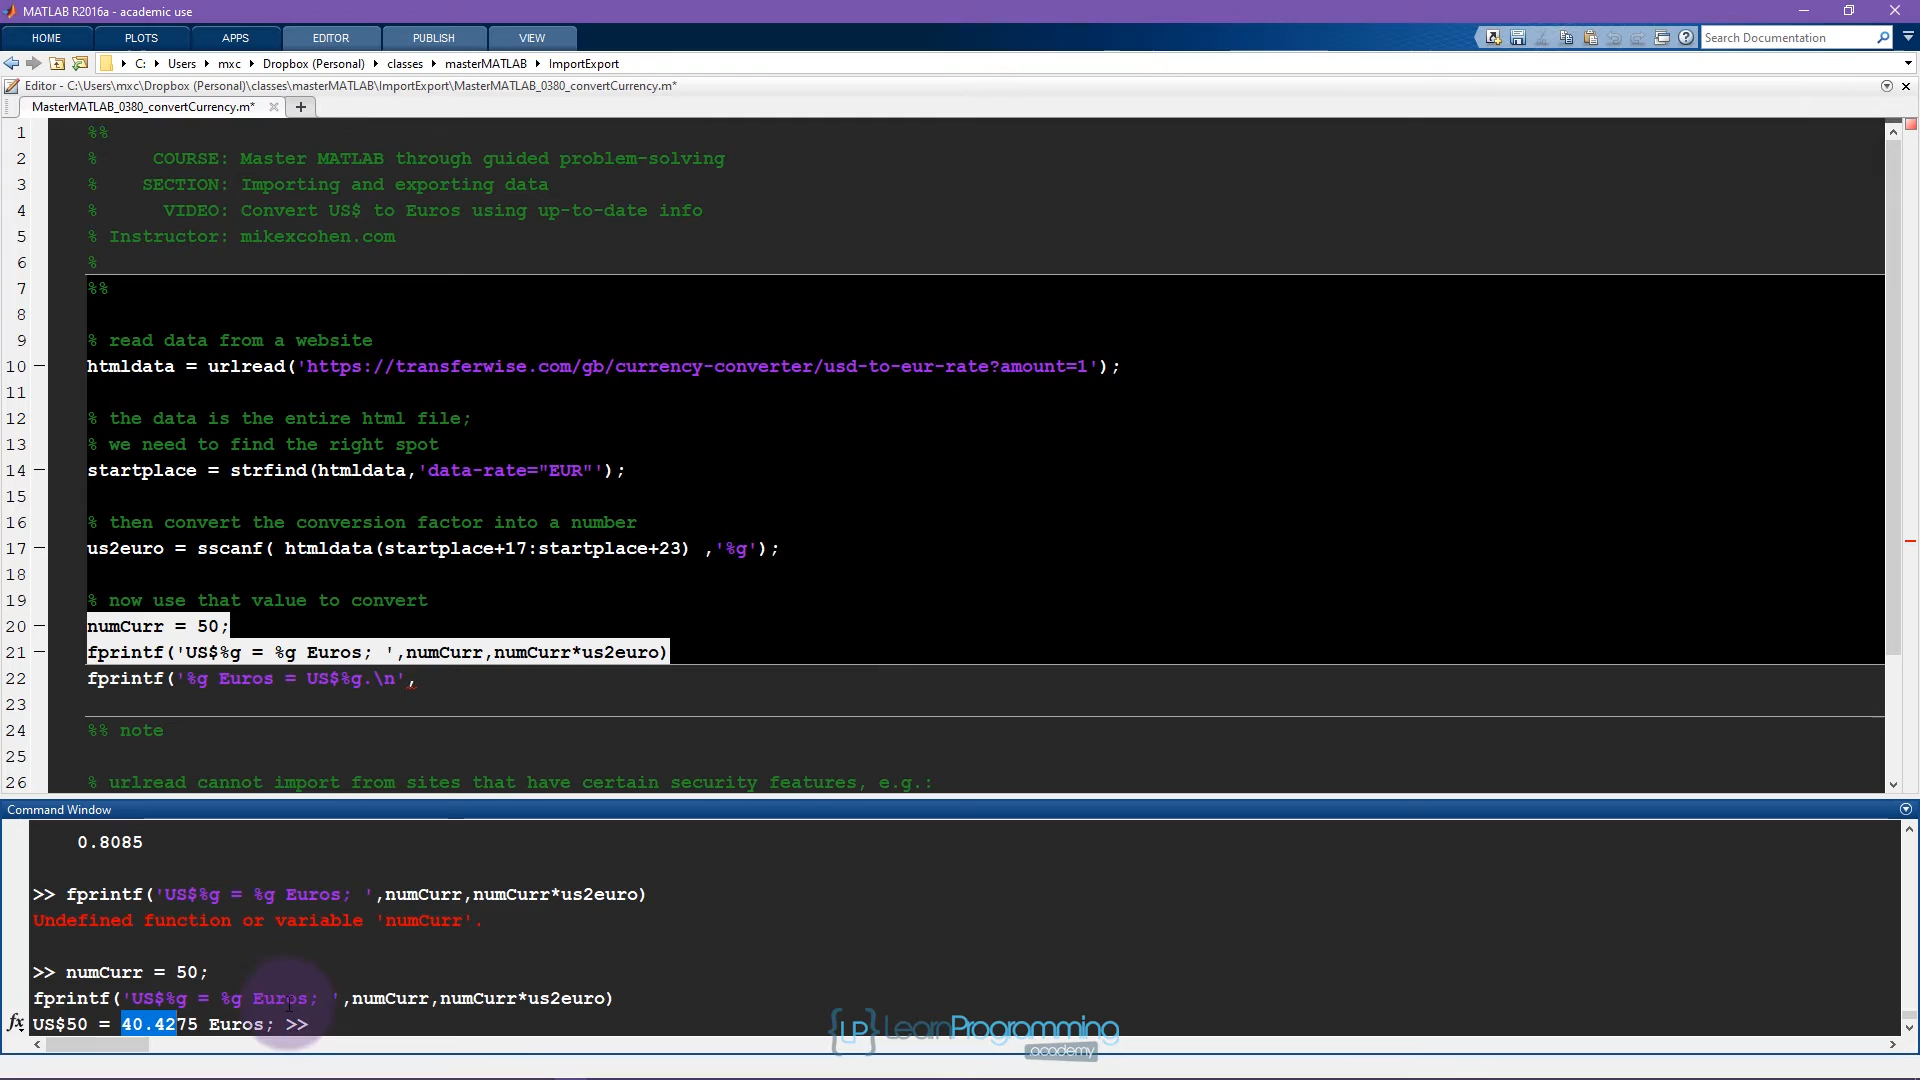 MATLAB R2016a - academic use
HOME PLOTS APPS EDITOR PUBLISH VIEW Search Documentation
C: Users mxc Dropbox (Personal) classes masterMATLAB ImportExport
Editor - C:\Users\mxc\Dropbox (Personal)\classes\masterMATLAB\ImportExport\MasterMATLAB_0380_convertCurrency.m*
MasterMATLAB_0380_convertCurrency.m*
1 %%
2 % COURSE: Master MATLAB through guided problem-solving
3 % SECTION: Importing and exporting data
4 % VIDEO: Convert US$ to Euros using up-to-date info
5 % Instructor: mikexcohen.com
6 %
7 %%
8
9 % read data from a website
10 htmldata = urlread('https://transferwise.com/gb/currency-converter/usd-to-eur-rate?amount=1');
11
12 % the data is the entire html file;
13 % we need to find the right spot
14 startplace = strfind(htmldata,'data-rate="EUR"');
15
16 % then convert the conversion factor into a number
17 us2euro = sscanf( htmldata(startplace+17:startplace+23) ,'%g');
18
19 % now use that value to convert
20 numCurr = 50;
21 fprintf('US$%g = %g Euros; ',numCurr,numCurr*us2euro)
22 fprintf('%g Euros = US$%g.\n',
23
24 %% note
25
26 % urlread cannot import from sites that have certain security features, e.g.:
Command Window
0.8085
>> fprintf('US$%g = %g Euros; ',numCurr,numCurr*us2euro)
Undefined function or variable 'numCurr'.
>> numCurr = 50;
fprintf('US$%g = %g Euros; ',numCurr,numCurr*us2euro)
fx US$50 = 40.4275 Euros; >>
{LP} LearnProgramming
.academy